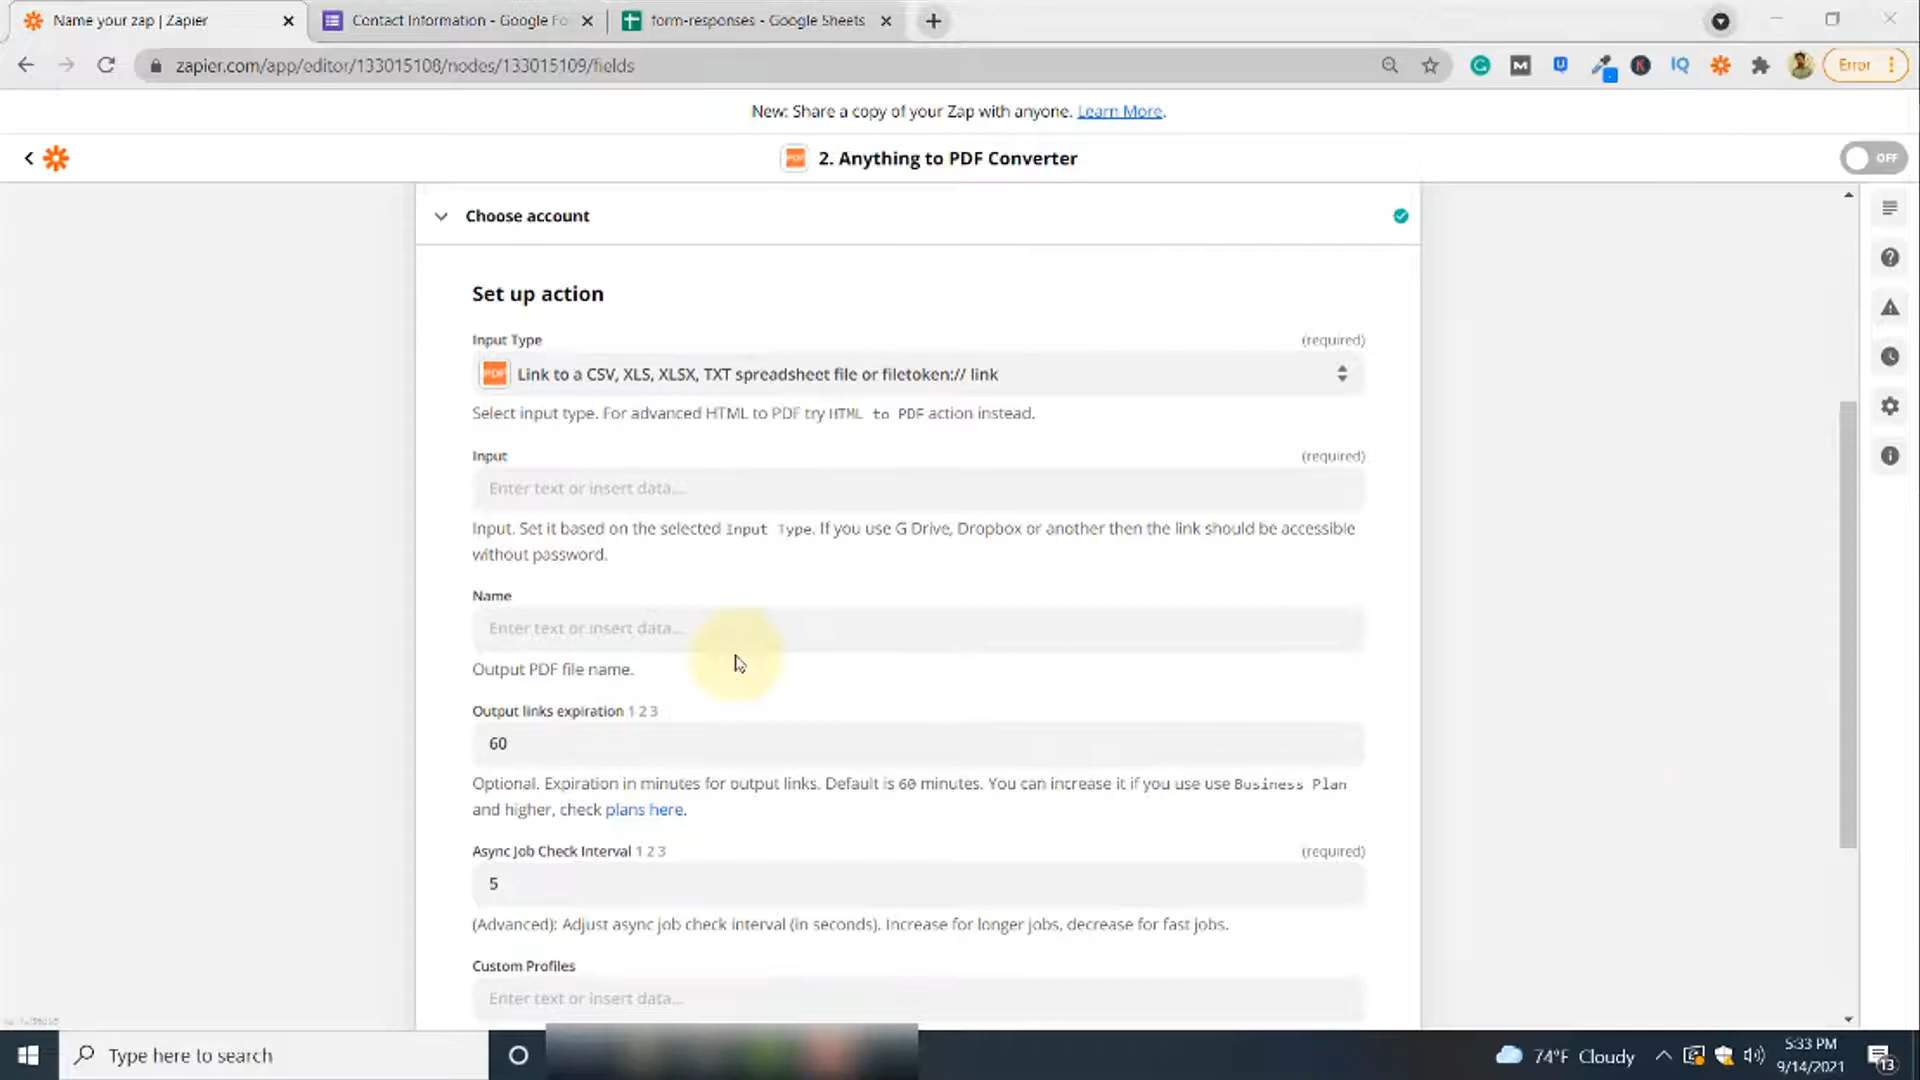 Name your zap | Zapier
Contact Information - Google Fo
form-responses - Google Sheets
zapier.com/app/editor/133015108/nodes/133015109/fields
Error
New: Share a copy of your Zap with anyone. Learn More.
PDF
2. Anything to PDF Converter
OFF
Choose account
Set up action
Input Type
(required)
PDF
Link to a CSV, XLS, XLSX, TXT spreadsheet file or filetoken:// link
Select input type. For advanced HTML to PDF try HTML to PDF action instead.
Input
(required)
Enter text or insert data...
Input. Set it based on the selected Input Type. If you use G Drive, Dropbox or another then the link should be accessible
without password.
Name
Enter text or insert data...
Output PDF file name.
Output links expiration 1 2 3
60
Optional. Expiration in minutes for output links. Default is 60 minutes. You can increase it if you use use Business Plan
and higher, check plans here.
Async Job Check Interval 1 2 3
(required)
5
(Advanced): Adjust async job check interval (in seconds). Increase for longer jobs, decrease for fast jobs.
Custom Profiles
Enter text or insert data...
Type here to search
74°F Cloudy
5:33 PM
9/14/2021
13